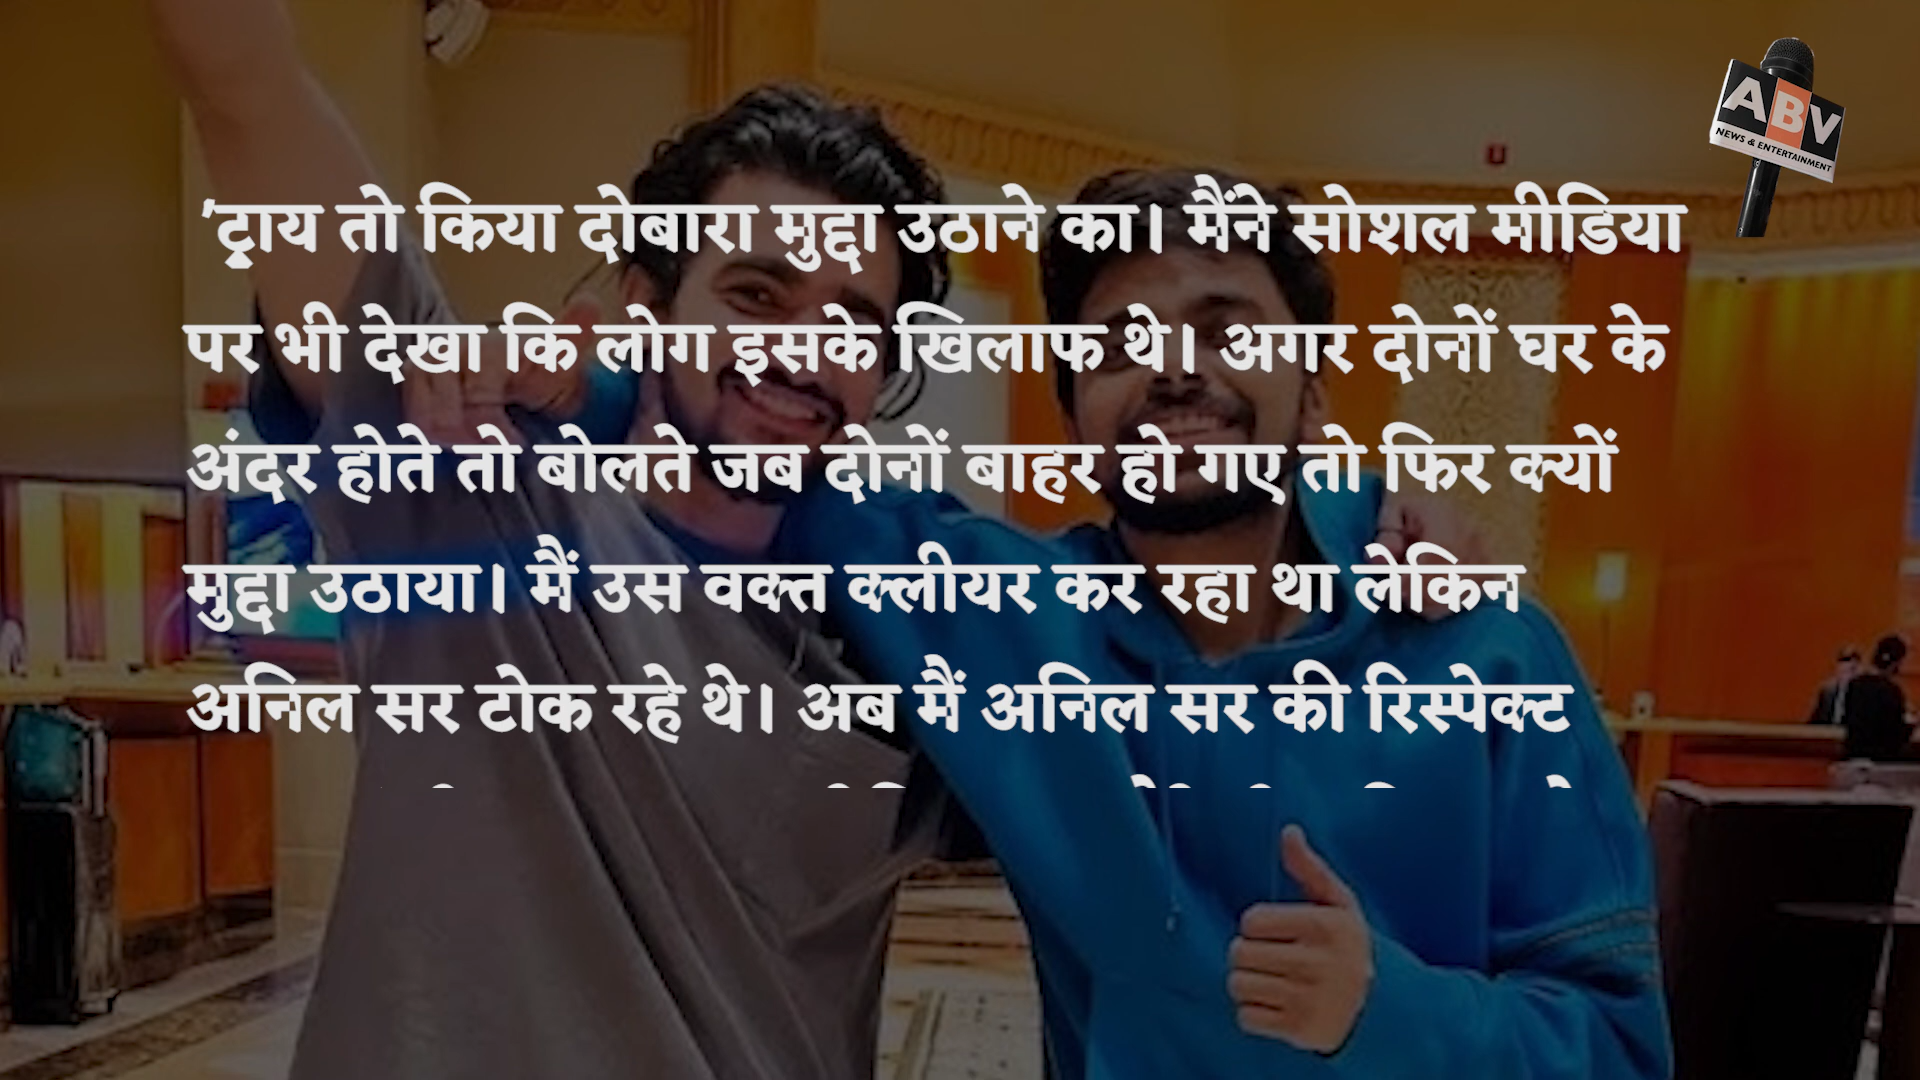 ABV
NEWS & ENTERTAINMENT
'ट्राय तो किया दोबारा मुद्दा उठाने का। मैंने सोशल मीडिया
पर भी देखा कि लोग इसके खिलाफ थे। अगर दोनों घर के
अंदर होते तो बोलते जब दोनों बाहर हो गए तो फिर क्यों
मुद्दा उठाया। मैं उस वक्त क्लीयर कर रहा था लेकिन
अनिल सर टोक रहे थे। अब मैं अनिल सर की रिस्पेक्ट